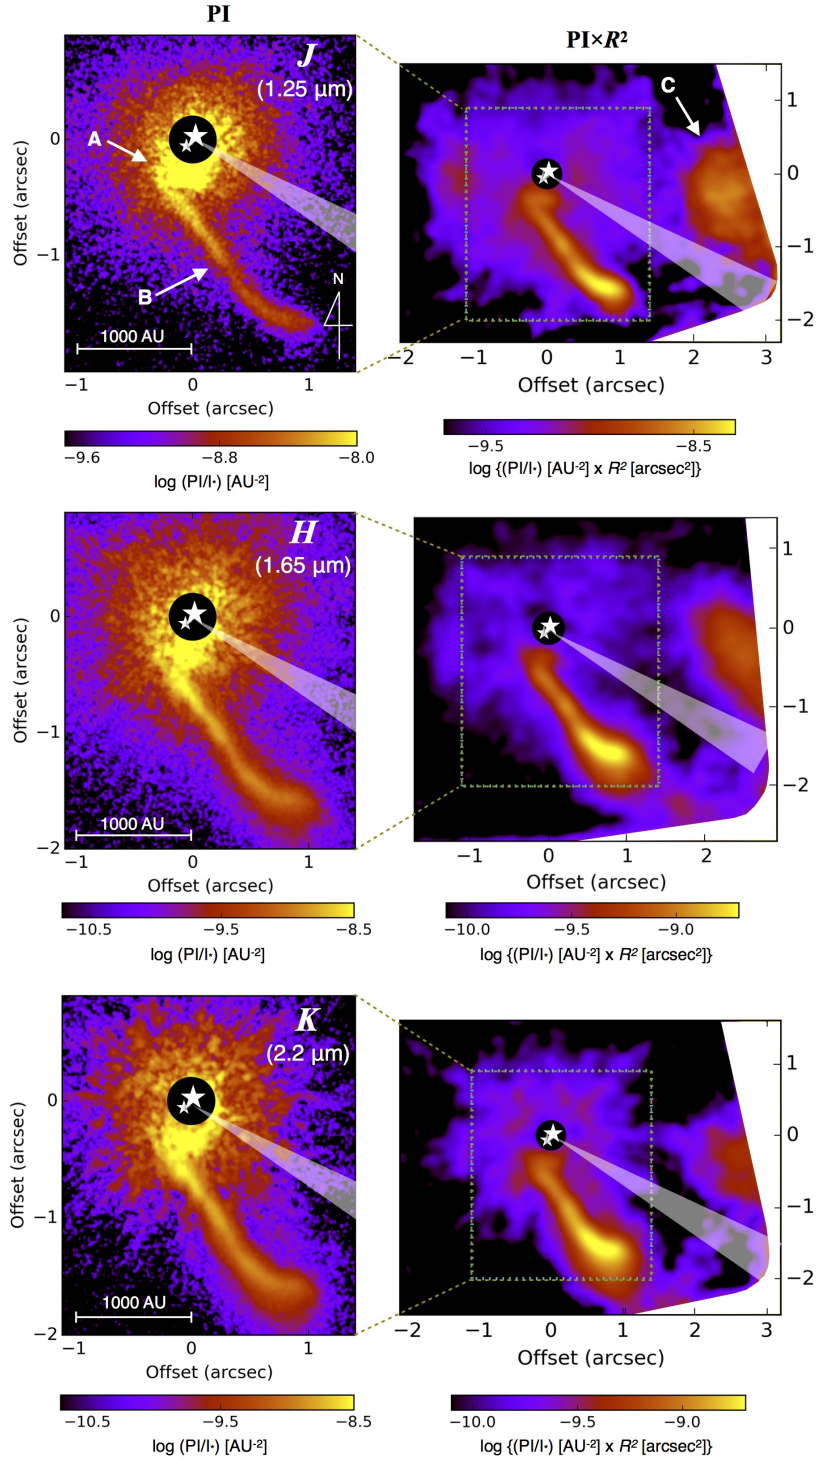 PI
PI×R²
J
(1.25 µm)
A
B
N
1000 AU
0
−1
Offset (arcsec)
−1 0 1
Offset (arcsec)
−9.6 −8.8 −8.0
log (PI/I*) [AU-2]
C
1
0
−1
−2
−2 −1 0 1 2 3
Offset (arcsec)
−9.5 −8.5
log {(PI/I*) [AU-2] x R2 [arcsec2]}
H
(1.65 µm)
1000 AU
0
−1
−2
Offset (arcsec)
−1 0 1
Offset (arcsec)
−10.5 −9.5 −8.5
log (PI/I*) [AU-2]
1
0
−1
−2
−1 0 1 2
Offset (arcsec)
−10.0 −9.5 −9.0
log {(PI/I*) [AU-2] x R2 [arcsec2]}
K
(2.2 µm)
1000 AU
0
−1
−2
Offset (arcsec)
−1 0 1
Offset (arcsec)
−10.5 −9.5 −8.5
log (PI/I*) [AU-2]
1
0
−1
−2
−2 −1 0 1 2 3
Offset (arcsec)
−10.0 −9.5 −9.0
log {(PI/I*) [AU-2] x R2 [arcsec2]}